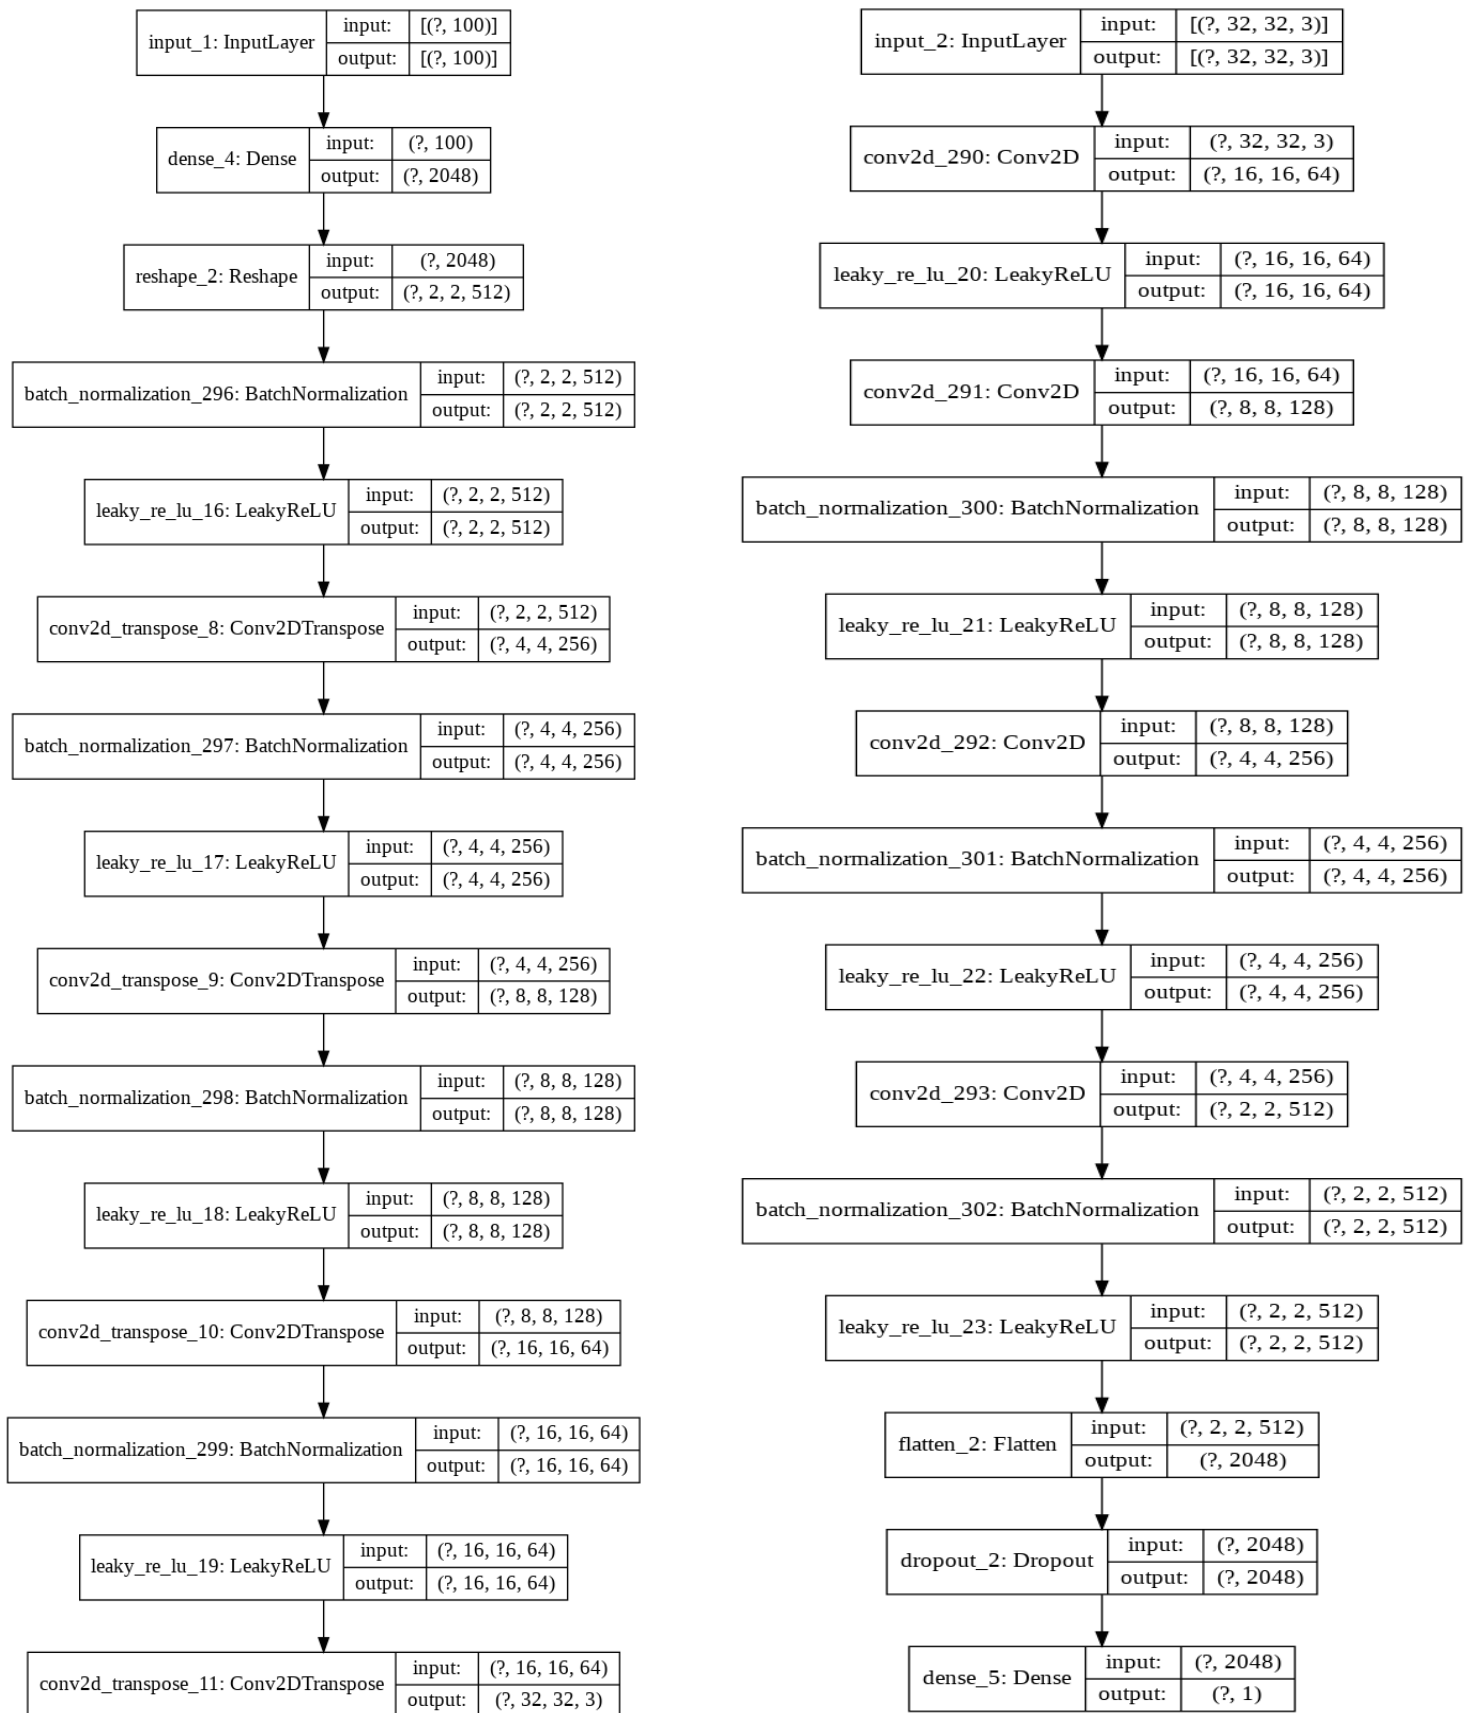 input_1: InputLayer
input: [(?, 100)]
output: [(?, 100)]
dense_4: Dense
input: (?, 100)
output: (?, 2048)
reshape_2: Reshape
input: (?, 2048)
output: (?, 2, 2, 512)
batch_normalization_296: BatchNormalization
input: (?, 2, 2, 512)
output: (?, 2, 2, 512)
leaky_re_lu_16: LeakyReLU
input: (?, 2, 2, 512)
output: (?, 2, 2, 512)
conv2d_transpose_8: Conv2DTranspose
input: (?, 2, 2, 512)
output: (?, 4, 4, 256)
batch_normalization_297: BatchNormalization
input: (?, 4, 4, 256)
output: (?, 4, 4, 256)
leaky_re_lu_17: LeakyReLU
input: (?, 4, 4, 256)
output: (?, 4, 4, 256)
conv2d_transpose_9: Conv2DTranspose
input: (?, 4, 4, 256)
output: (?, 8, 8, 128)
batch_normalization_298: BatchNormalization
input: (?, 8, 8, 128)
output: (?, 8, 8, 128)
leaky_re_lu_18: LeakyReLU
input: (?, 8, 8, 128)
output: (?, 8, 8, 128)
conv2d_transpose_10: Conv2DTranspose
input: (?, 8, 8, 128)
output: (?, 16, 16, 64)
batch_normalization_299: BatchNormalization
input: (?, 16, 16, 64)
output: (?, 16, 16, 64)
leaky_re_lu_19: LeakyReLU
input: (?, 16, 16, 64)
output: (?, 16, 16, 64)
conv2d_transpose_11: Conv2DTranspose
input: (?, 16, 16, 64)
output: (?, 32, 32, 3)
input_2: InputLayer
input: [(?, 32, 32, 3)]
output: [(?, 32, 32, 3)]
conv2d_290: Conv2D
input: (?, 32, 32, 3)
output: (?, 16, 16, 64)
leaky_re_lu_20: LeakyReLU
input: (?, 16, 16, 64)
output: (?, 16, 16, 64)
conv2d_291: Conv2D
input: (?, 16, 16, 64)
output: (?, 8, 8, 128)
batch_normalization_300: BatchNormalization
input: (?, 8, 8, 128)
output: (?, 8, 8, 128)
leaky_re_lu_21: LeakyReLU
input: (?, 8, 8, 128)
output: (?, 8, 8, 128)
conv2d_292: Conv2D
input: (?, 8, 8, 128)
output: (?, 4, 4, 256)
batch_normalization_301: BatchNormalization
input: (?, 4, 4, 256)
output: (?, 4, 4, 256)
leaky_re_lu_22: LeakyReLU
input: (?, 4, 4, 256)
output: (?, 4, 4, 256)
conv2d_293: Conv2D
input: (?, 4, 4, 256)
output: (?, 2, 2, 512)
batch_normalization_302: BatchNormalization
input: (?, 2, 2, 512)
output: (?, 2, 2, 512)
leaky_re_lu_23: LeakyReLU
input: (?, 2, 2, 512)
output: (?, 2, 2, 512)
flatten_2: Flatten
input: (?, 2, 2, 512)
output: (?, 2048)
dropout_2: Dropout
input: (?, 2048)
output: (?, 2048)
dense_5: Dense
input: (?, 2048)
output: (?, 1)